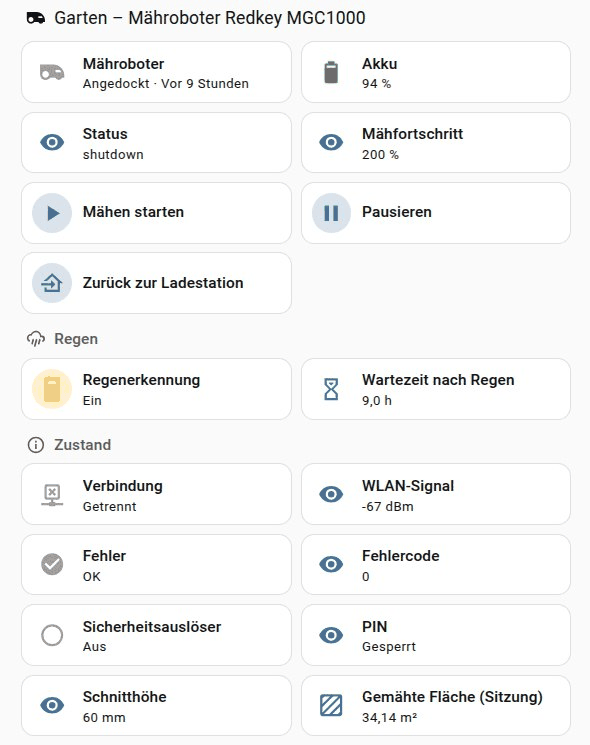 Garten – Mähroboter Redkey MGC1000
Mähroboter
Angedockt · Vor 9 Stunden
Akku
94 %
Status
shutdown
Mähfortschritt
200 %
Mähen starten
Pausieren
Zurück zur Ladestation
Regen
Regenerkennung
Ein
Wartezeit nach Regen
9,0 h
Zustand
Verbindung
Getrennt
WLAN-Signal
-67 dBm
Fehler
OK
Fehlercode
0
Sicherheitsauslöser
Aus
PIN
Gesperrt
Schnitthöhe
60 mm
Gemähte Fläche (Sitzung)
34,14 m²